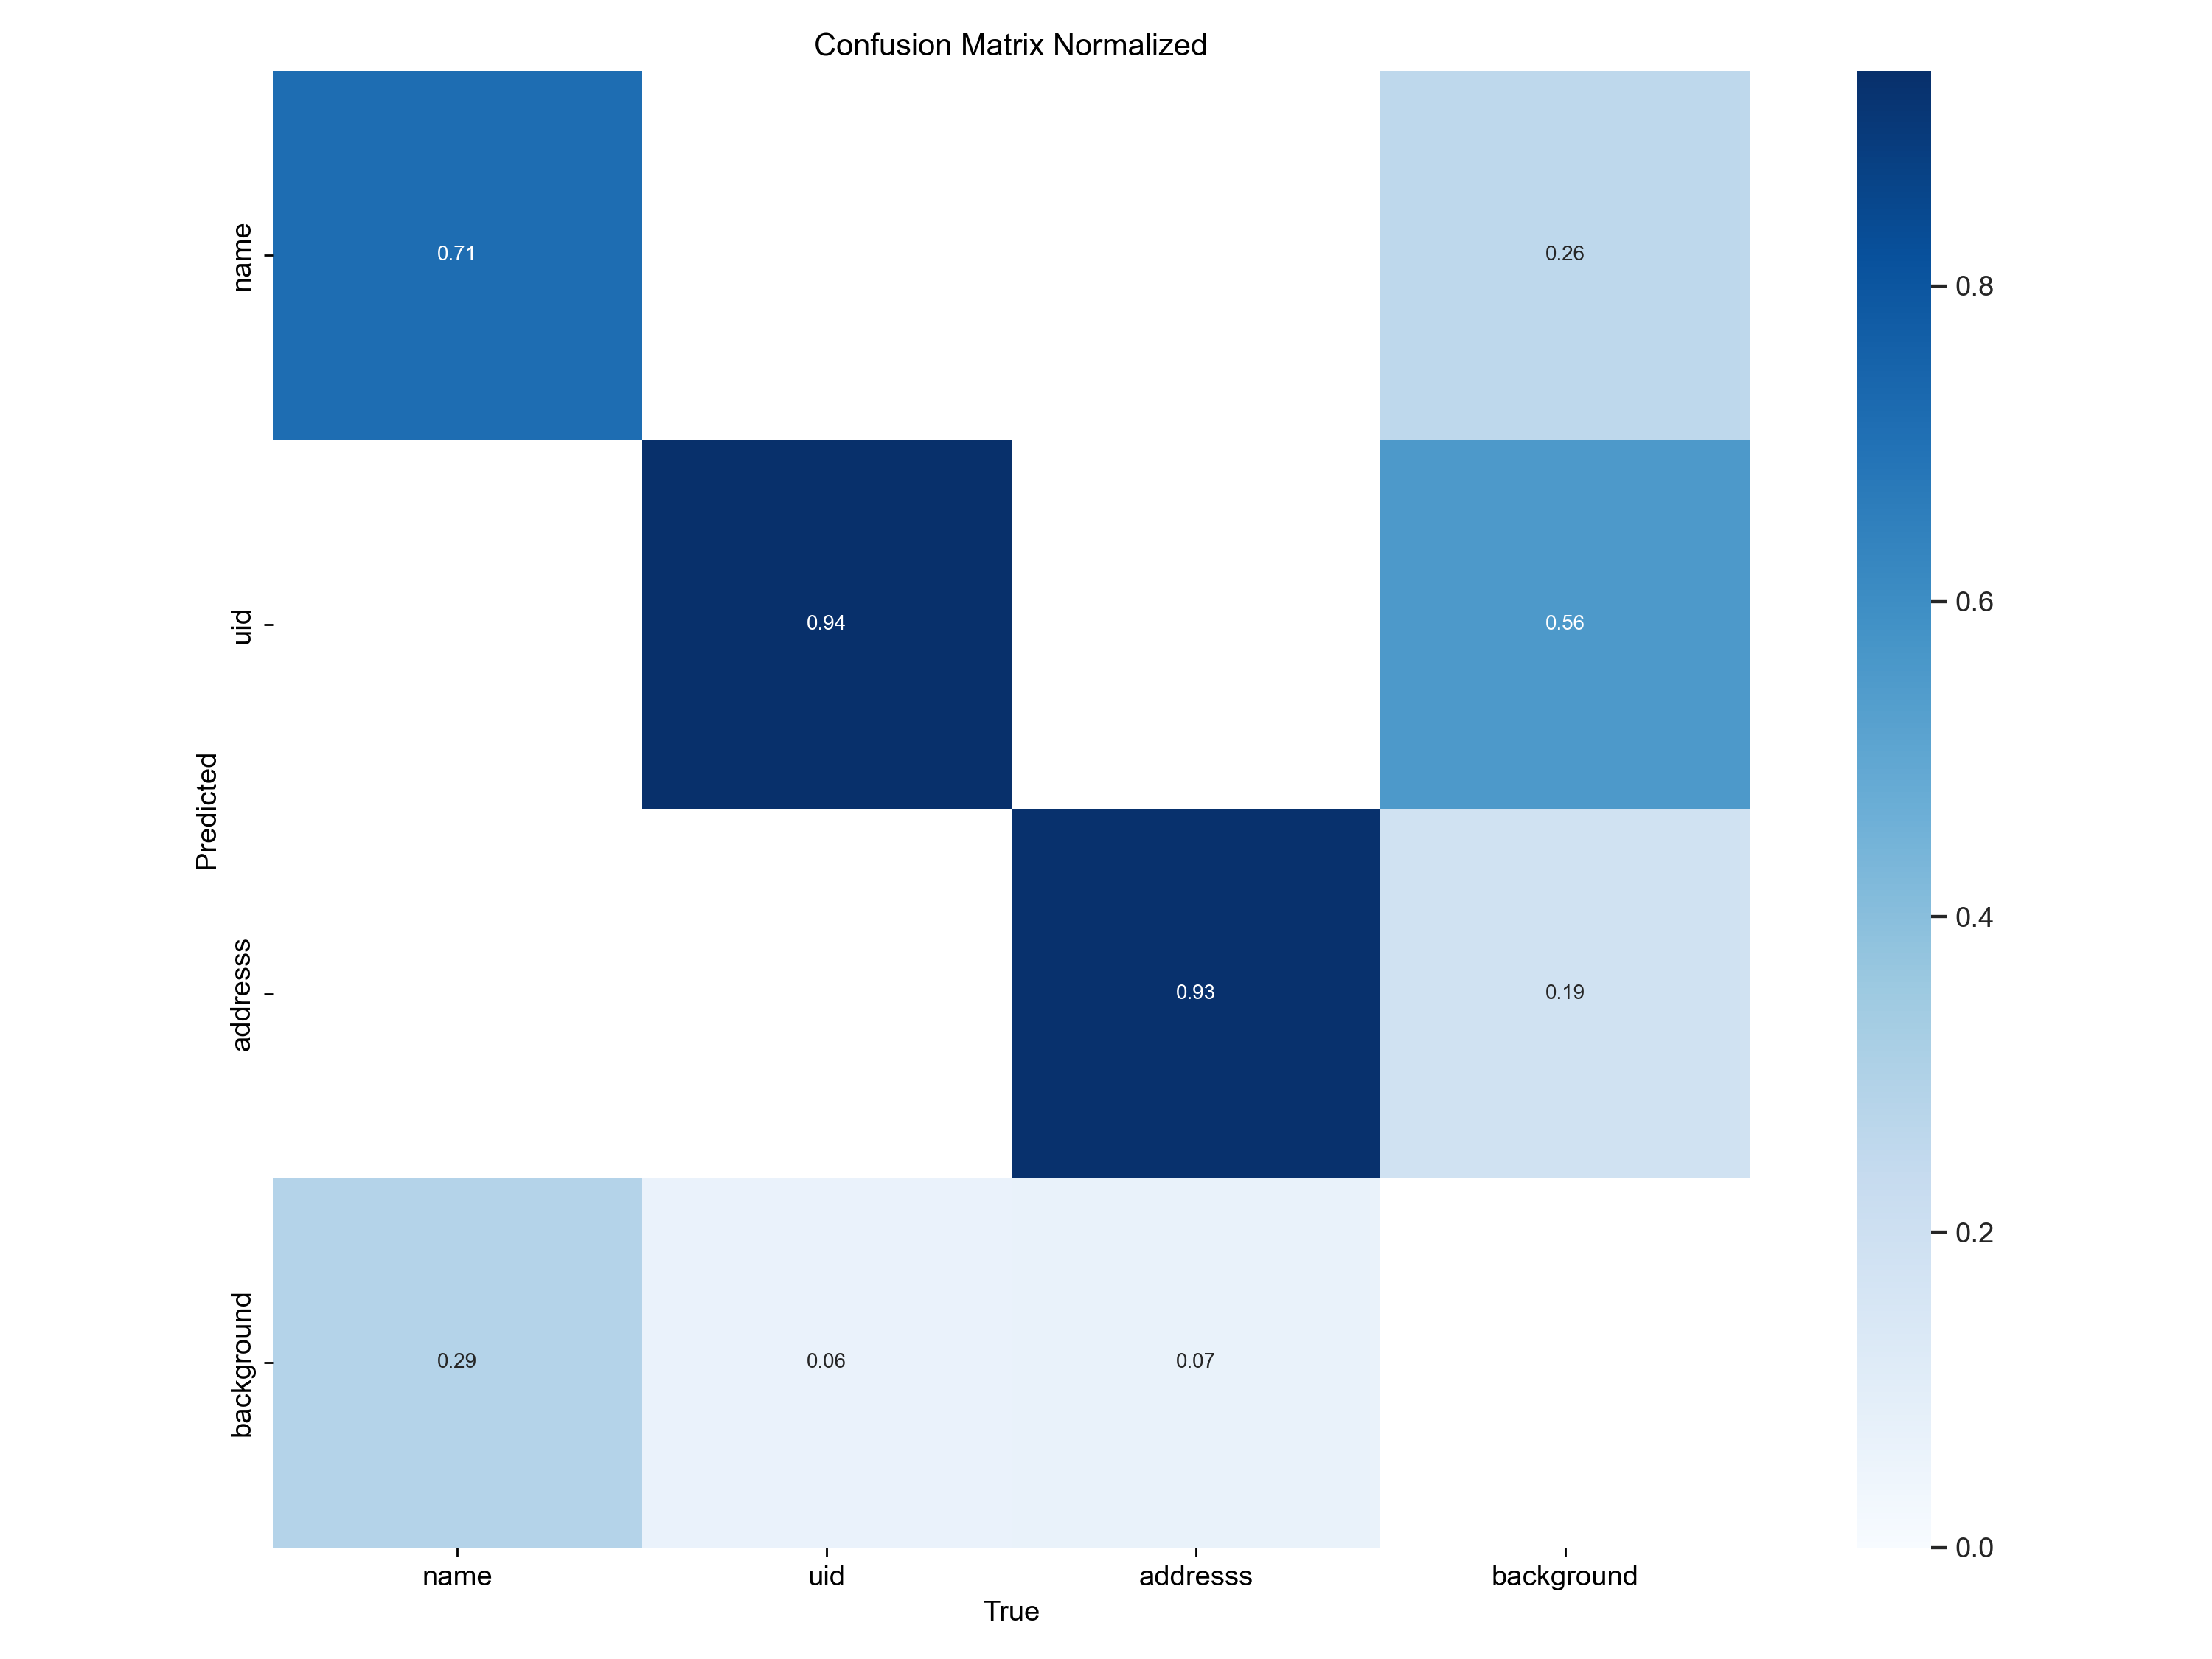 Confusion Matrix Normalized
name
0.71
0.26
0.8
uid
0.94
0.56
0.6
Predicted
addresss
0.93
0.19
0.4
background
0.29
0.06
0.07
0.2
0.0
name
uid
addresss
background
True